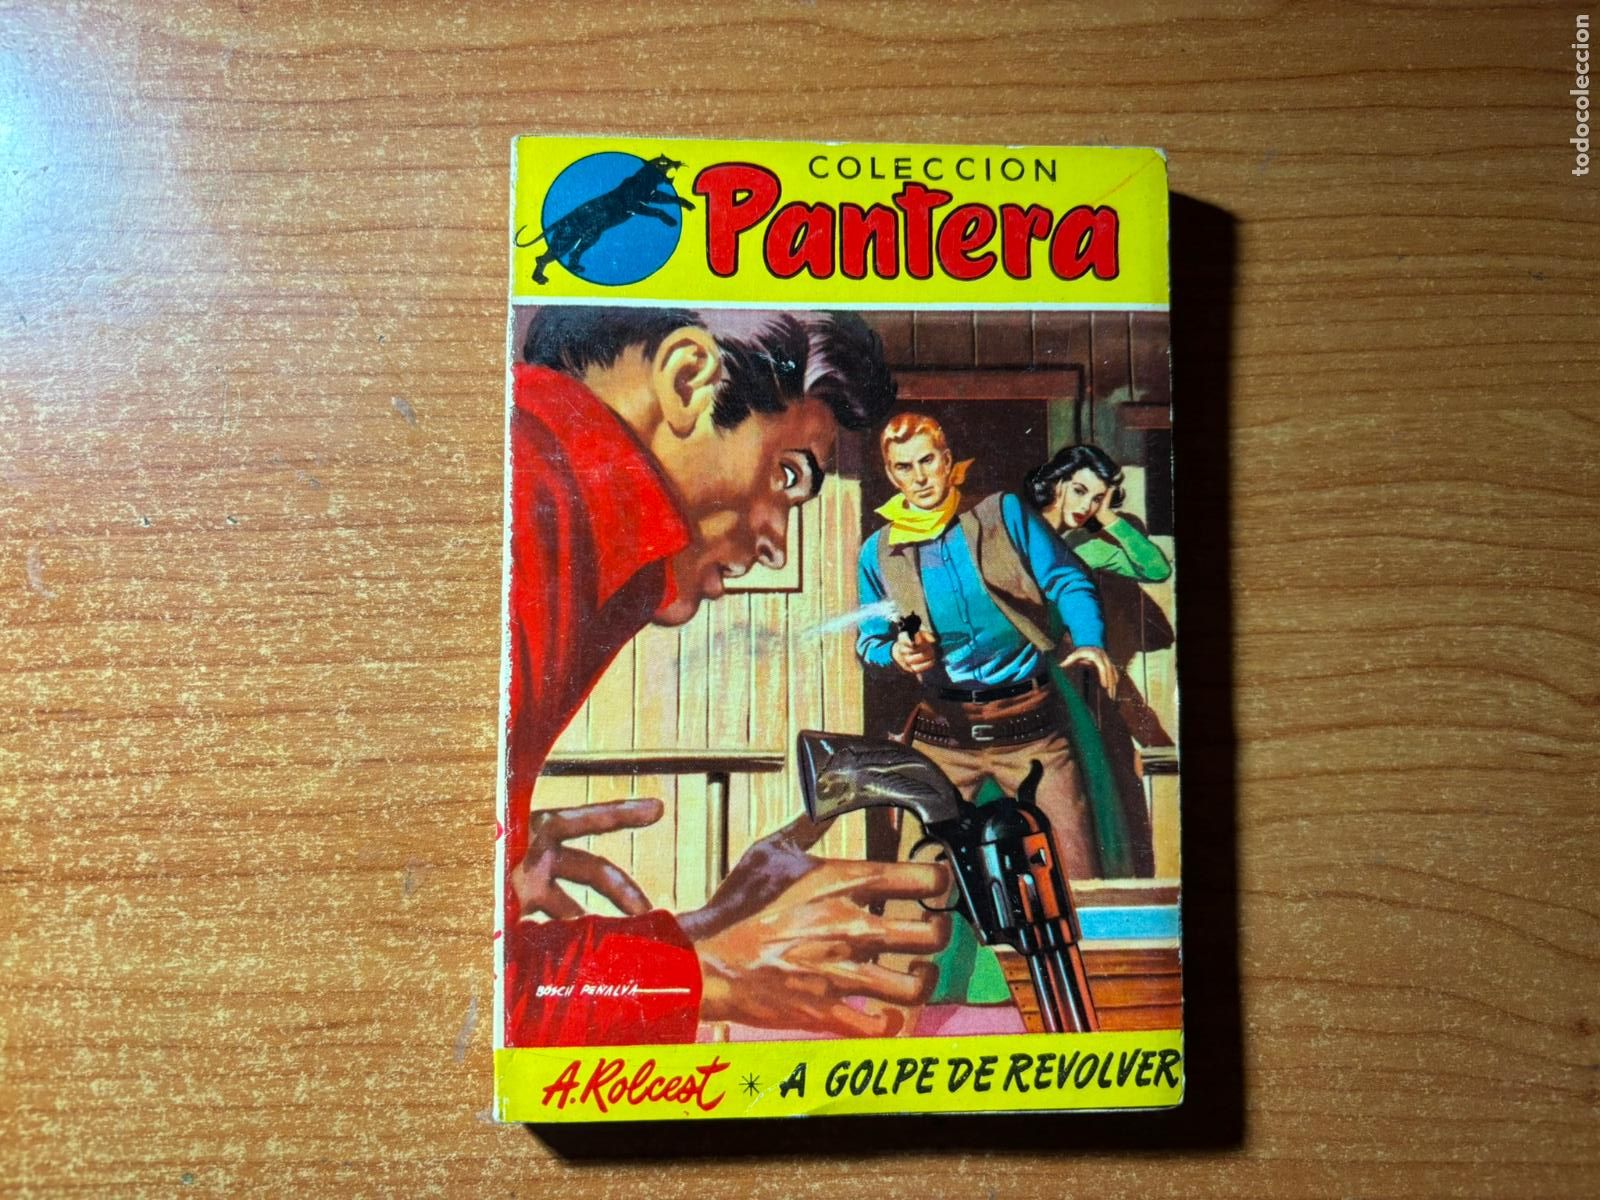 COLECCION
Pantera
BOSCH PEÑALVA
A. Rolcest * A GOLPE DE REVOLVER
todocoleccion